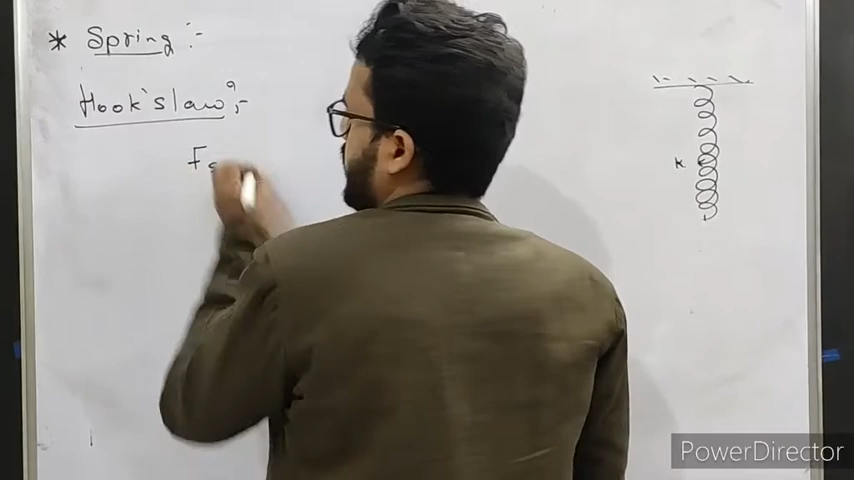 * Spring :-
Hook's law :-
F
K
PowerDirector